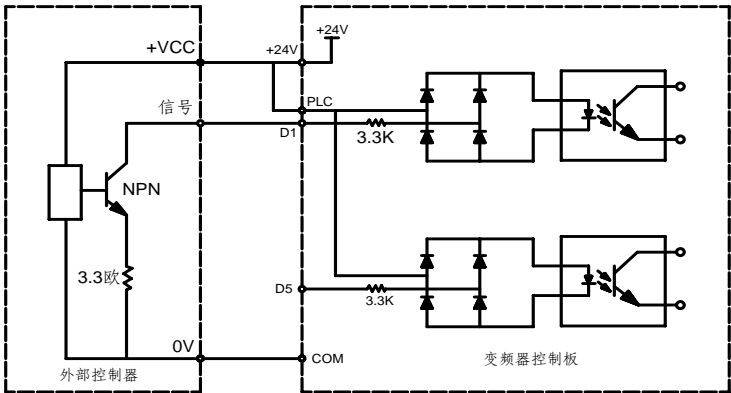 +24V
+VCC
+24V
信号
PLC
D1
3.3K
NPN
3.3欧
D5
3.3K
0V
COM
外部控制器
变频器控制板